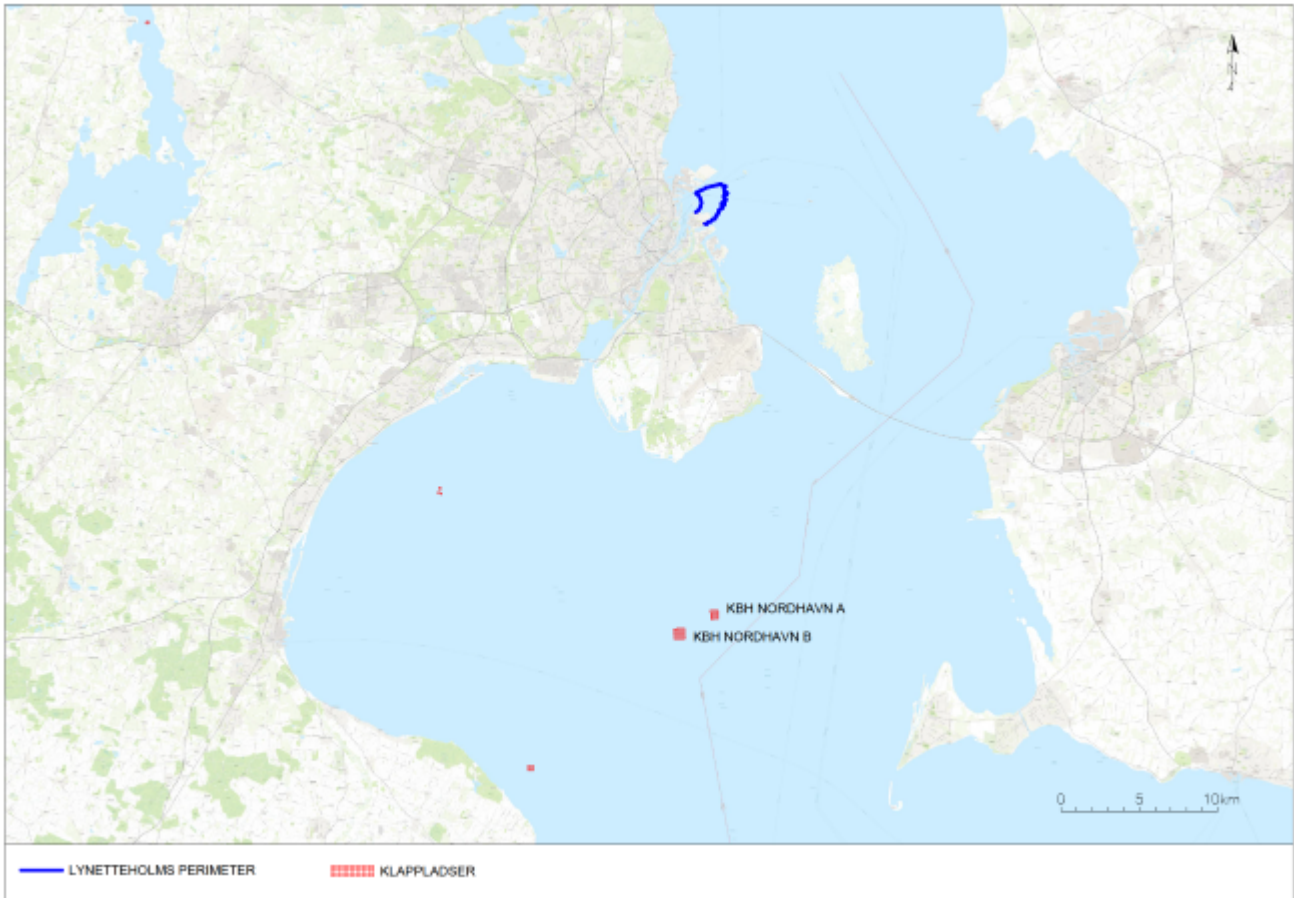 N
KBH NORDHAVN A
KBH NORDHAVN B
0 5 10km
LYNETTEHOLMS PERIMETER
KLAPPLADSER